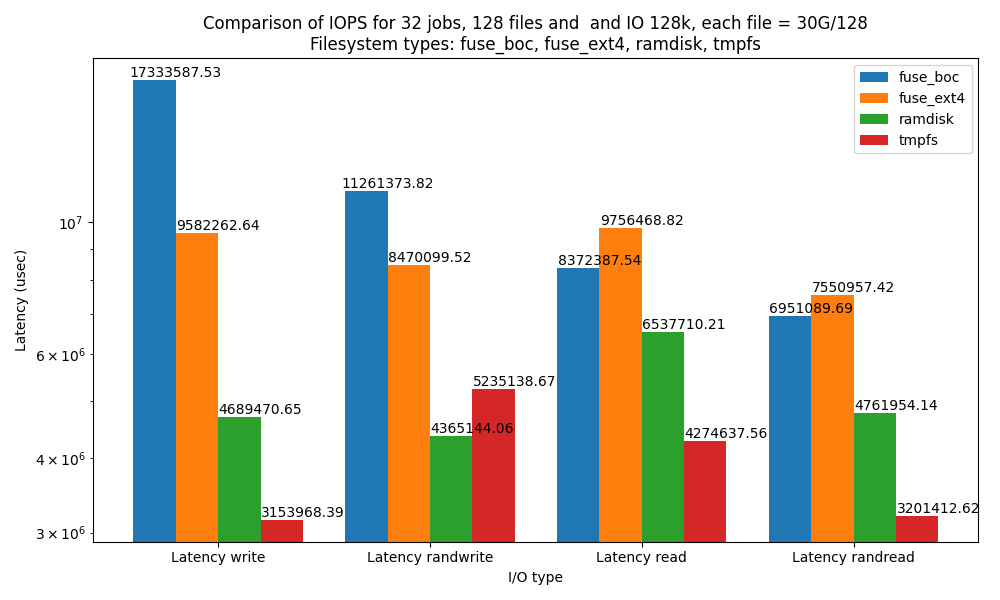 Comparison of IOPS for 32 jobs, 128 files and  and IO 128k, each file = 30G/128
Filesystem types: fuse_boc, fuse_ext4, ramdisk, tmpfs
fuse_boc
fuse_ext4
ramdisk
tmpfs
Latency (usec)
10⁷
6 × 10⁶
4 × 10⁶
3 × 10⁶
17333587.53
9582262.64
4689470.65
3153968.39
11261373.82
8470099.52
4365144.06
5235138.67
8372387.54
9756468.82
6537710.21
4274637.56
6951089.69
7550957.42
4761954.14
3201412.62
Latency write
Latency randwrite
Latency read
Latency randread
I/O type